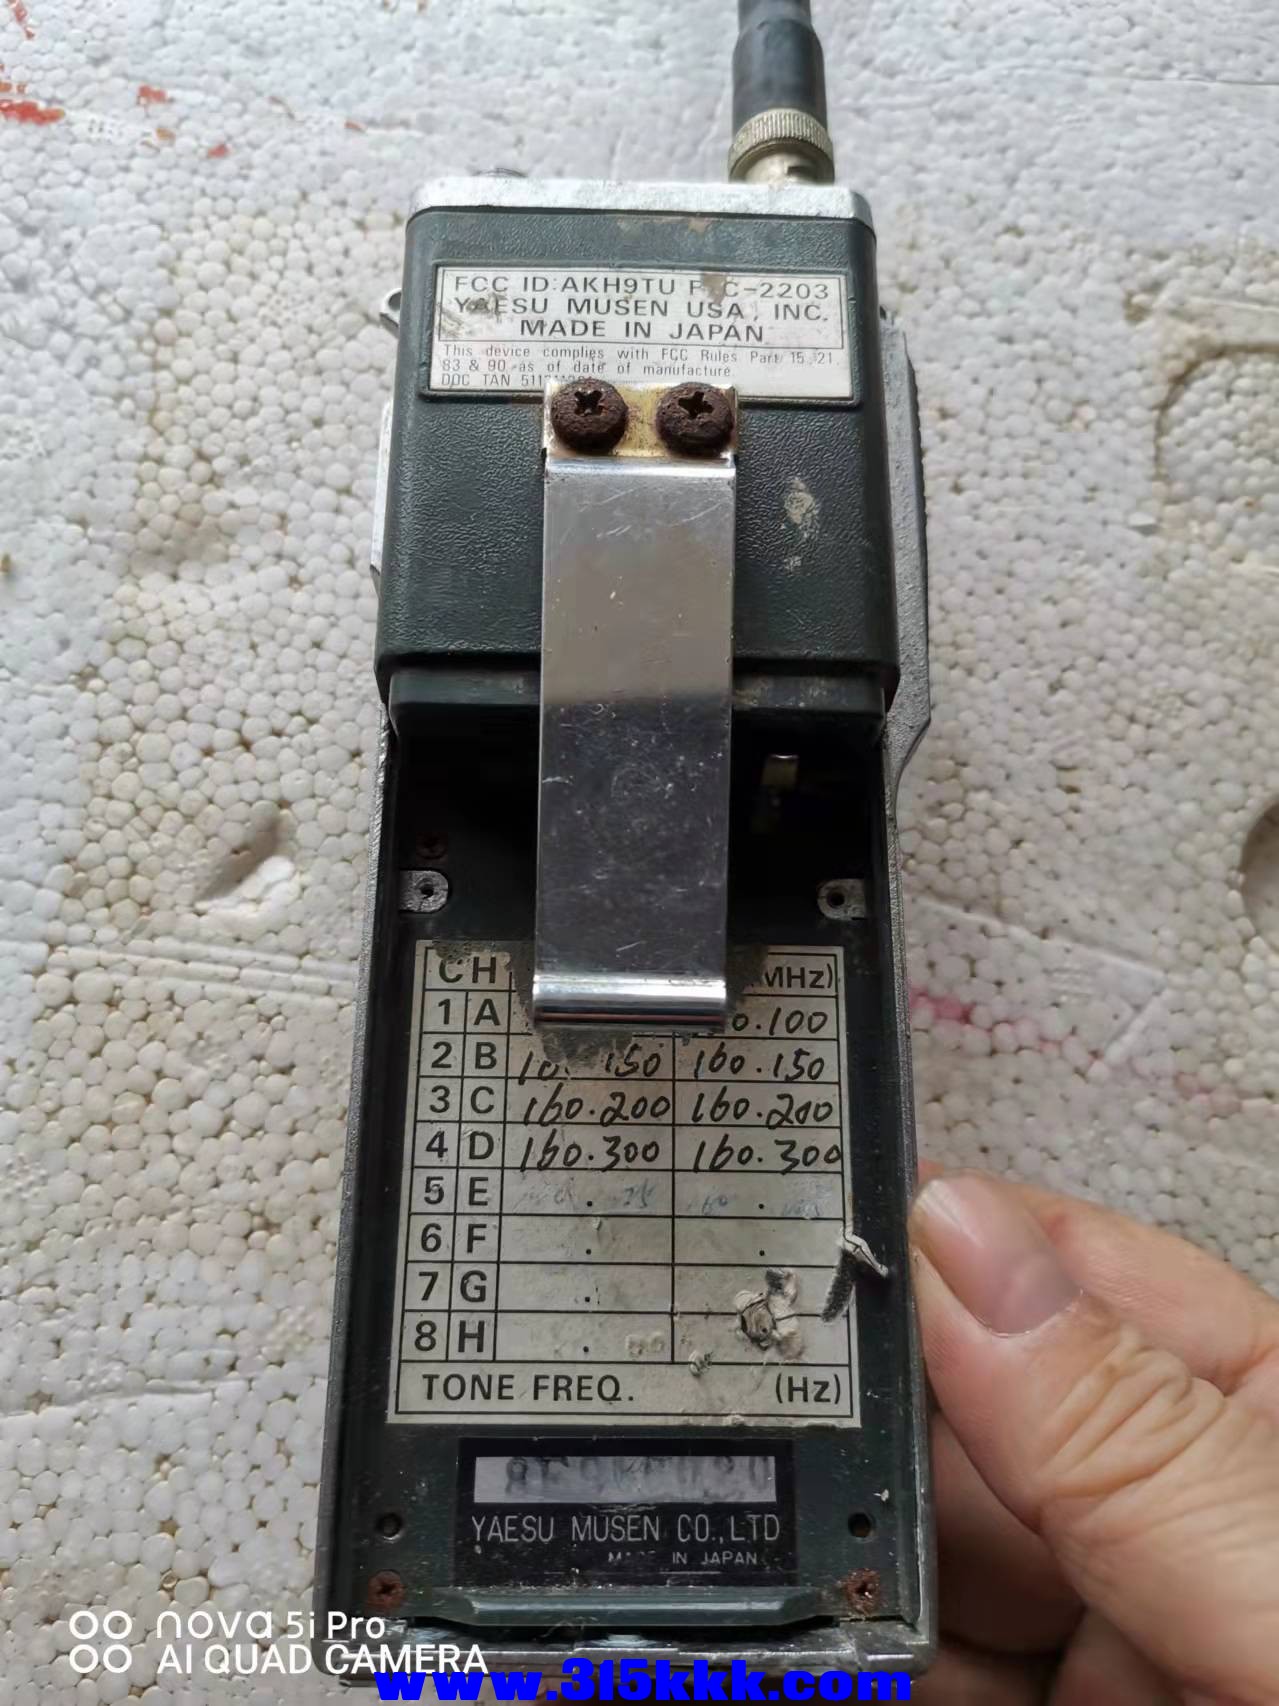 FCC ID:AKH9TU F C-2203
YAESU MUSEN USA, INC.
MADE IN JAPAN
This device complies with FCC Rules Part 15, 21
83 & 90 as of date of manufacture
DOC TAN
CH (MHz)
1 A 0.100
2 B 150 160.150
3 C 160.200 160.200
4 D 160.300 160.300
5 E . .
6 F . .
7 G .
8 H .
TONE FREQ. (Hz)
YAESU MUSEN CO.,LTD
MADE IN JAPAN
nova 5i Pro
AI QUAD CAMERA
www.315kkk.com